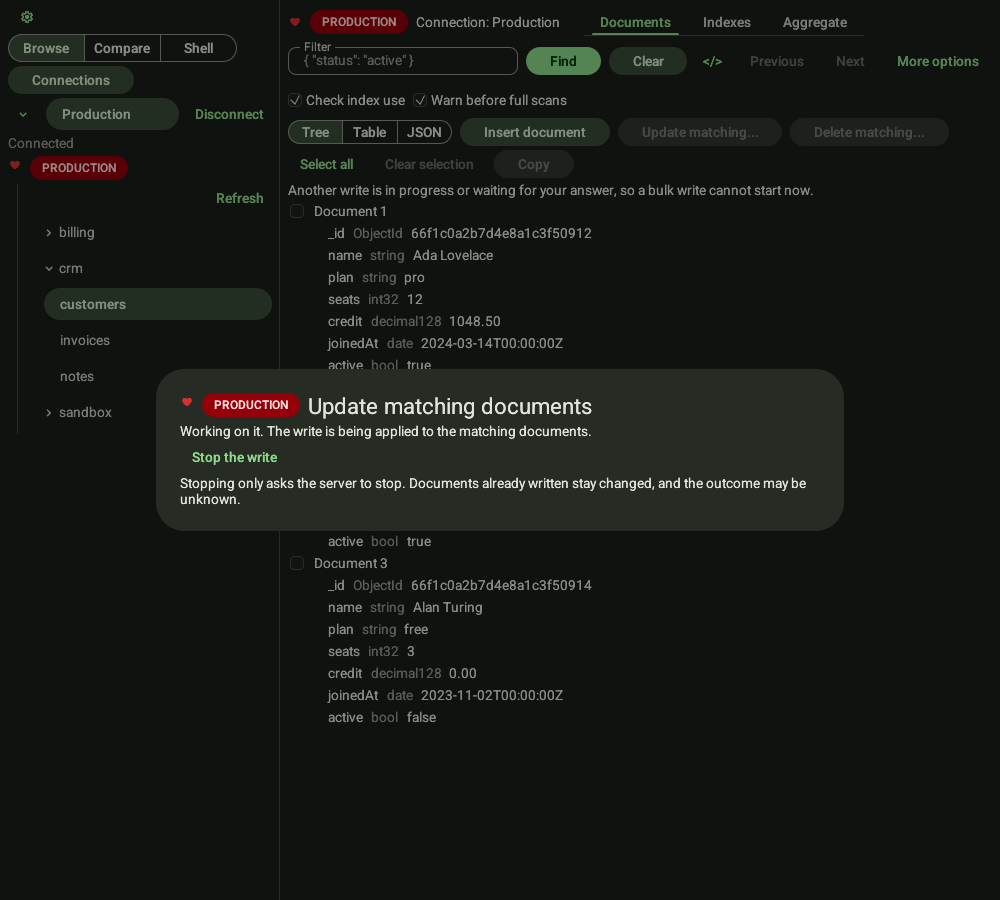 Browse Compare Shell
Connections
Production Disconnect
Connected
PRODUCTION
Refresh
billing
crm
customers
invoices
notes
sandbox
PRODUCTION Connection: Production Documents Indexes Aggregate
Filter
{ "status": "active" } Find Clear </> Previous Next More options
Check index use Warn before full scans
Tree Table JSON Insert document Update matching... Delete matching...
Select all Clear selection Copy
Another write is in progress or waiting for your answer, so a bulk write cannot start now.
Document 1
_id ObjectId 66f1c0a2b7d4e8a1c3f50912
name string Ada Lovelace
plan string pro
seats int32 12
credit decimal128 1048.50
joinedAt date 2024-03-14T00:00:00Z
active bool true
PRODUCTION Update matching documents
Working on it. The write is being applied to the matching documents.
Stop the write
Stopping only asks the server to stop. Documents already written stay changed, and the outcome may be
unknown.
active bool true
Document 3
_id ObjectId 66f1c0a2b7d4e8a1c3f50914
name string Alan Turing
plan string free
seats int32 3
credit decimal128 0.00
joinedAt date 2023-11-02T00:00:00Z
active bool false